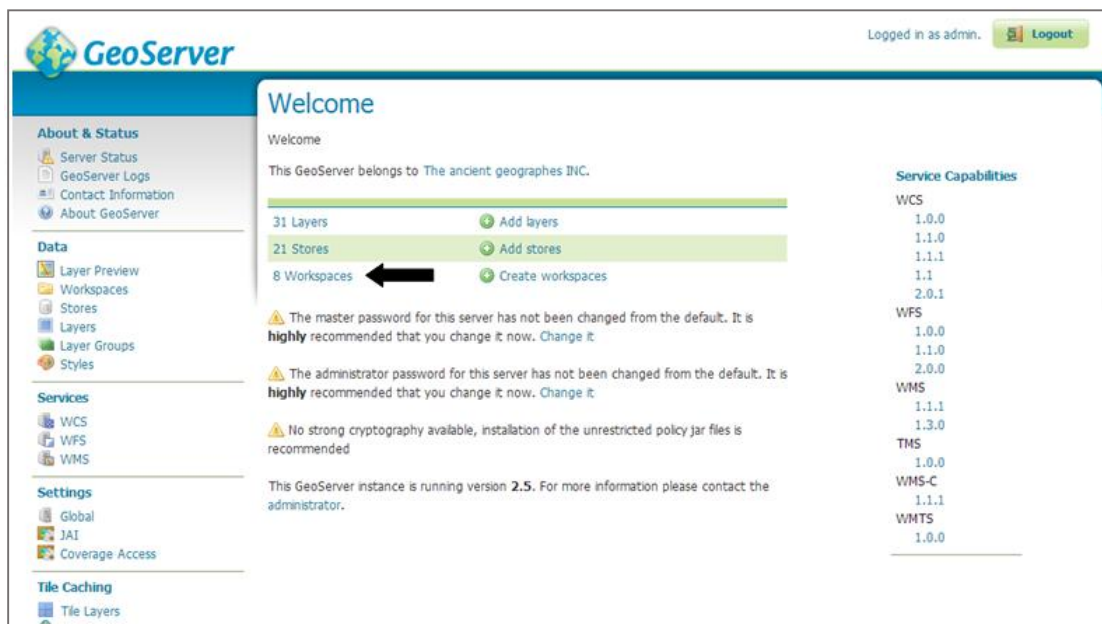 GeoServer
Logged in as admin.
Logout
About & Status
Server Status
GeoServer Logs
Contact Information
About GeoServer
Data
Layer Preview
Workspaces
Stores
Layers
Layer Groups
Styles
Services
WCS
WFS
WMS
Settings
Global
JAI
Coverage Access
Tile Caching
Tile Layers
Welcome
Welcome
This GeoServer belongs to The ancient geographes INC.
31 Layers Add layers
21 Stores Add stores
8 Workspaces Create workspaces
The master password for this server has not been changed from the default. It is
highly recommended that you change it now. Change it
The administrator password for this server has not been changed from the default. It is
highly recommended that you change it now. Change it
No strong cryptography available, installation of the unrestricted policy jar files is
recommended
This GeoServer instance is running version 2.5. For more information please contact the
administrator.
Service Capabilities
WCS
1.0.0
1.1.0
1.1.1
1.1
2.0.1
WFS
1.0.0
1.1.0
2.0.0
WMS
1.1.1
1.3.0
TMS
1.0.0
WMS-C
1.1.1
WMTS
1.0.0